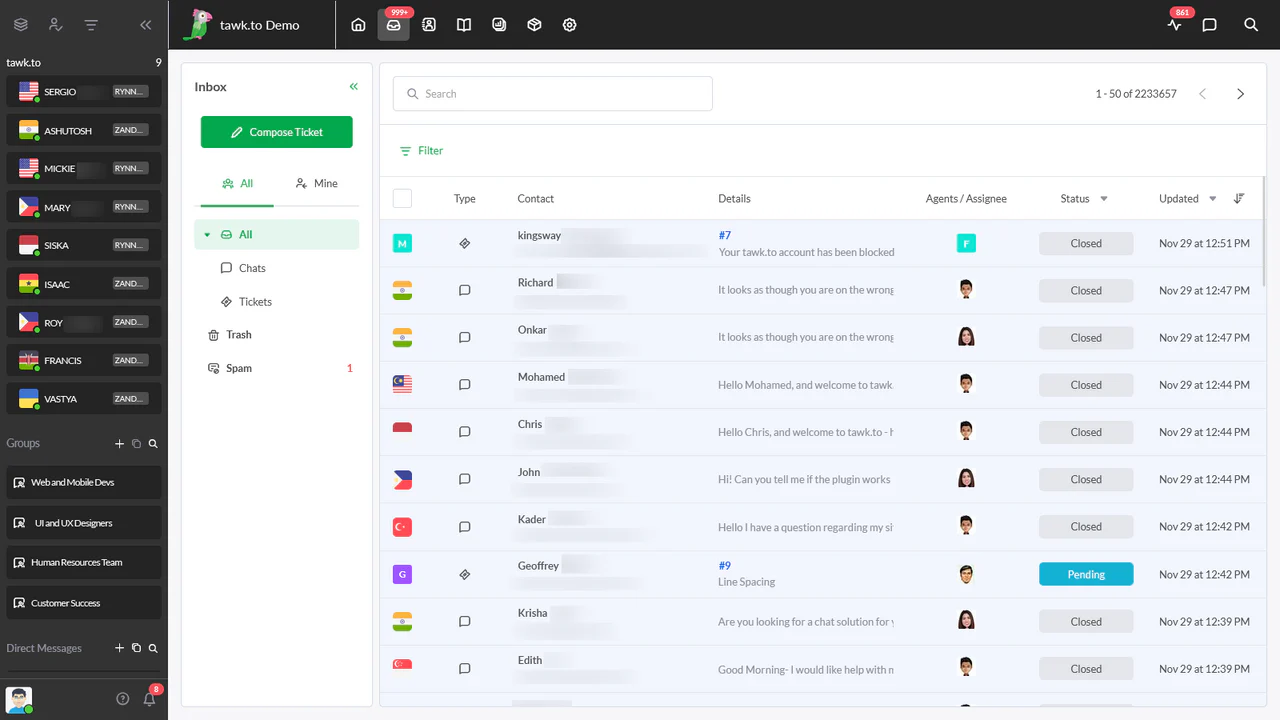 tawk.to Demo
999+
861
tawk.to 9
SERGIO RYNN...
ASHUTOSH ZAND...
MICKIE RYNN...
MARY RYNN...
SISKA RYNN...
ISAAC ZAND...
ROY ZAND...
FRANCIS ZAND...
VASTYA ZAND...
Groups
Web and Mobile Devs
UI and UX Designers
Human Resources Team
Customer Success
Direct Messages
8
Inbox
Compose Ticket
All Mine
All
Chats
Tickets
Trash
Spam 1
Search
1 - 50 of 2233657
Filter
Type Contact Details Agents / Assignee Status Updated
M kingsway #7 F Closed Nov 29 at 12:51 PM
Your tawk.to account has been blocked
Richard It looks as though you are on the wrong Closed Nov 29 at 12:47 PM
Onkar It looks as though you are on the wrong Closed Nov 29 at 12:47 PM
Mohamed Hello Mohamed, and welcome to tawk. Closed Nov 29 at 12:44 PM
Chris Hello Chris, and welcome to tawk.to - Closed Nov 29 at 12:44 PM
John Hi! Can you tell me if the plugin works Closed Nov 29 at 12:44 PM
Kader Hello I have a question regarding my Closed Nov 29 at 12:42 PM
G Geoffrey #9 Pending Nov 29 at 12:42 PM
Line Spacing
Krisha Are you looking for a chat solution for Closed Nov 29 at 12:39 PM
Edith Good Morning- I would like help with Closed Nov 29 at 12:39 PM